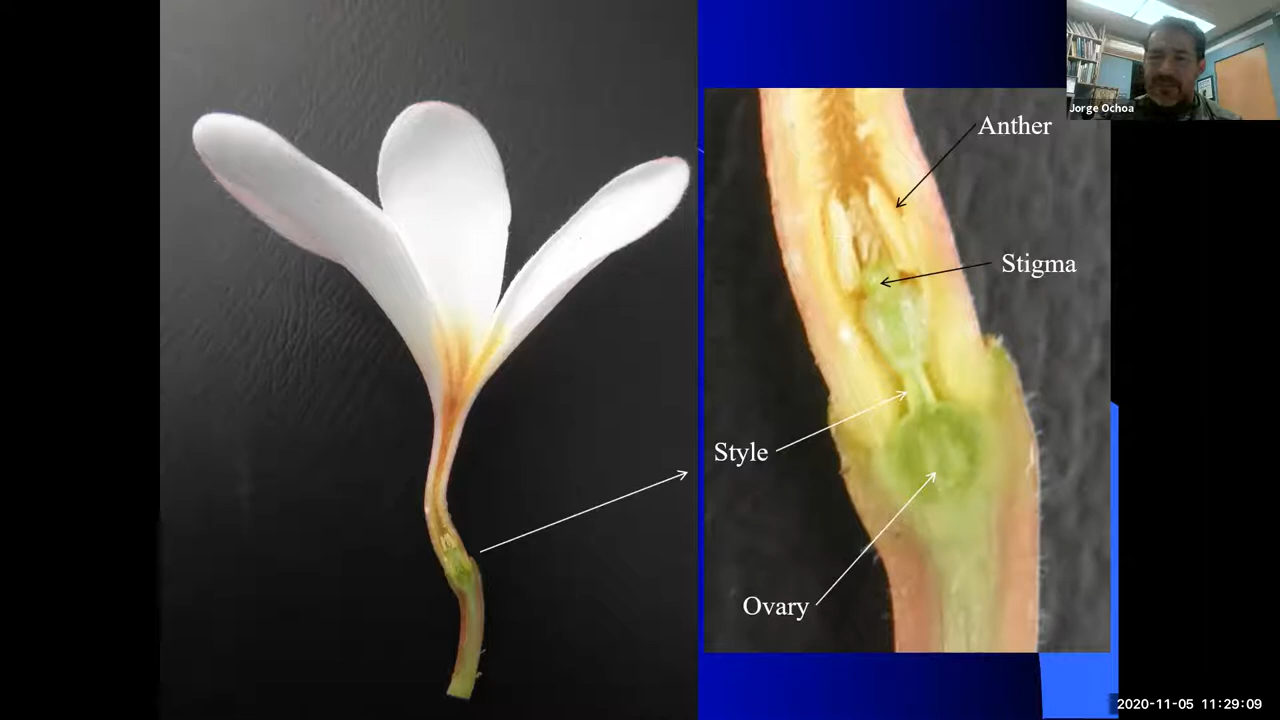 Jorge Ochoa
Anther
Stigma
Style
Ovary
2020-11-05 11:29:09